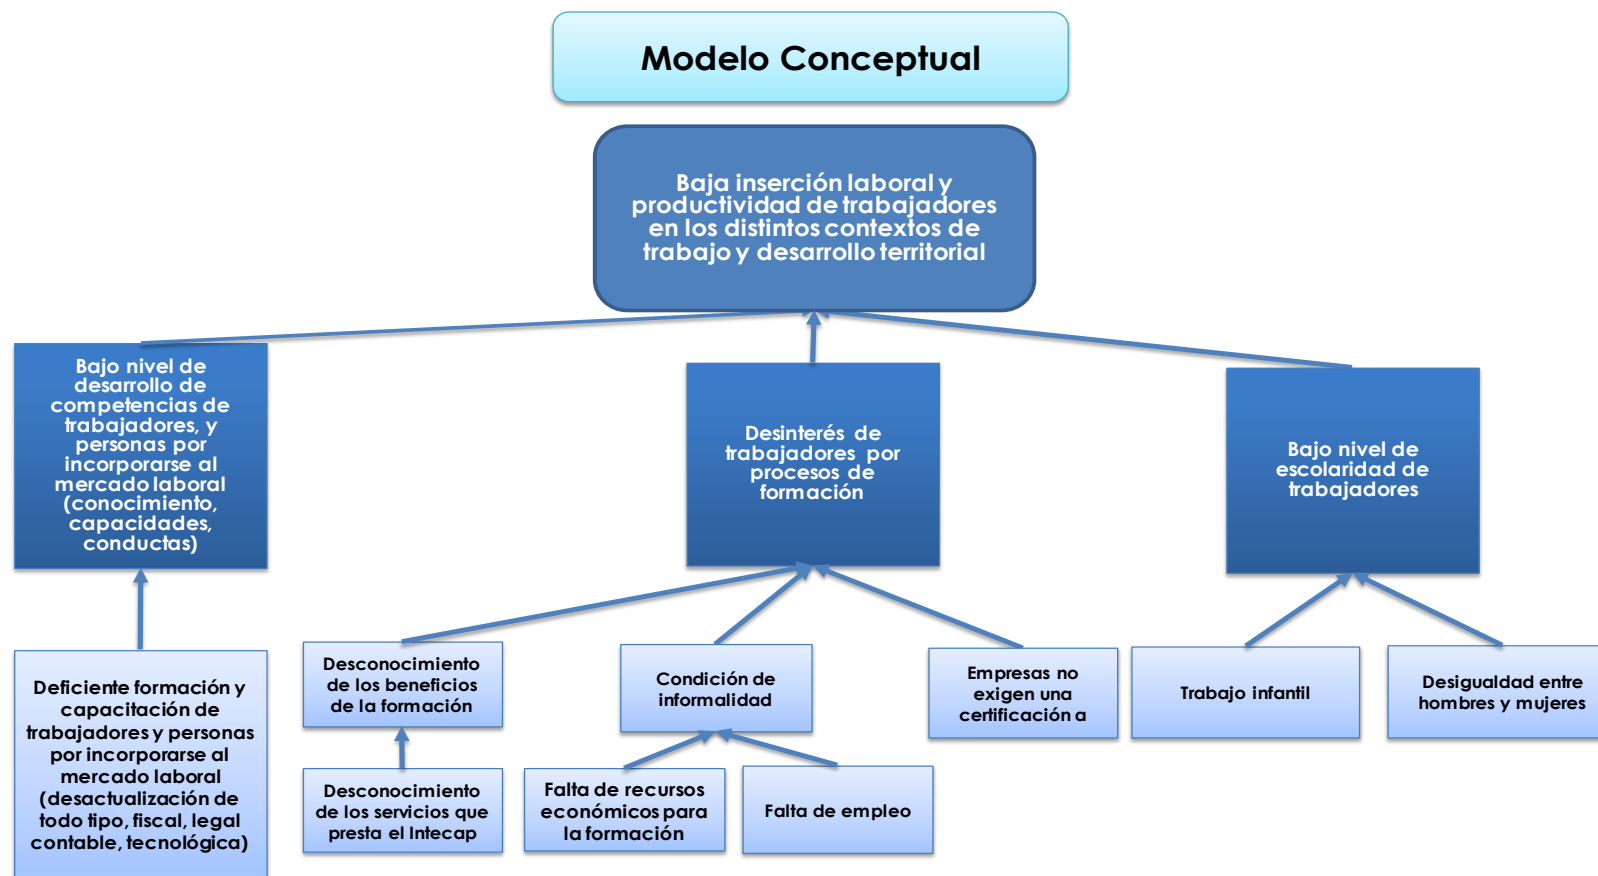 Modelo Conceptual
Baja inserción laboral y
productividad de trabajadores
en los distintos contextos de
trabajo y desarrollo territorial
Bajo nivel de
desarrollo de
competencias de
trabajadores, y
personas por
incorporarse al
mercado laboral
(conocimiento,
capacidades,
conductas)
Desinterés de
trabajadores por
procesos de
formación
Bajo nivel de
escolaridad de
trabajadores
Deficiente formación y
capacitación de
trabajadores y personas
por incorporarse al
mercado laboral
(desactualización de
todo tipo, fiscal, legal
contable, tecnológica)
Desconocimiento
de los beneficios
de la formación
Condición de
informalidad
Empresas no
exigen una
certificación a
Trabajo infantil
Desigualdad entre
hombres y mujeres
Desconocimiento
de los servicios que
presta el Intecap
Falta de recursos
económicos para
la formación
Falta de empleo